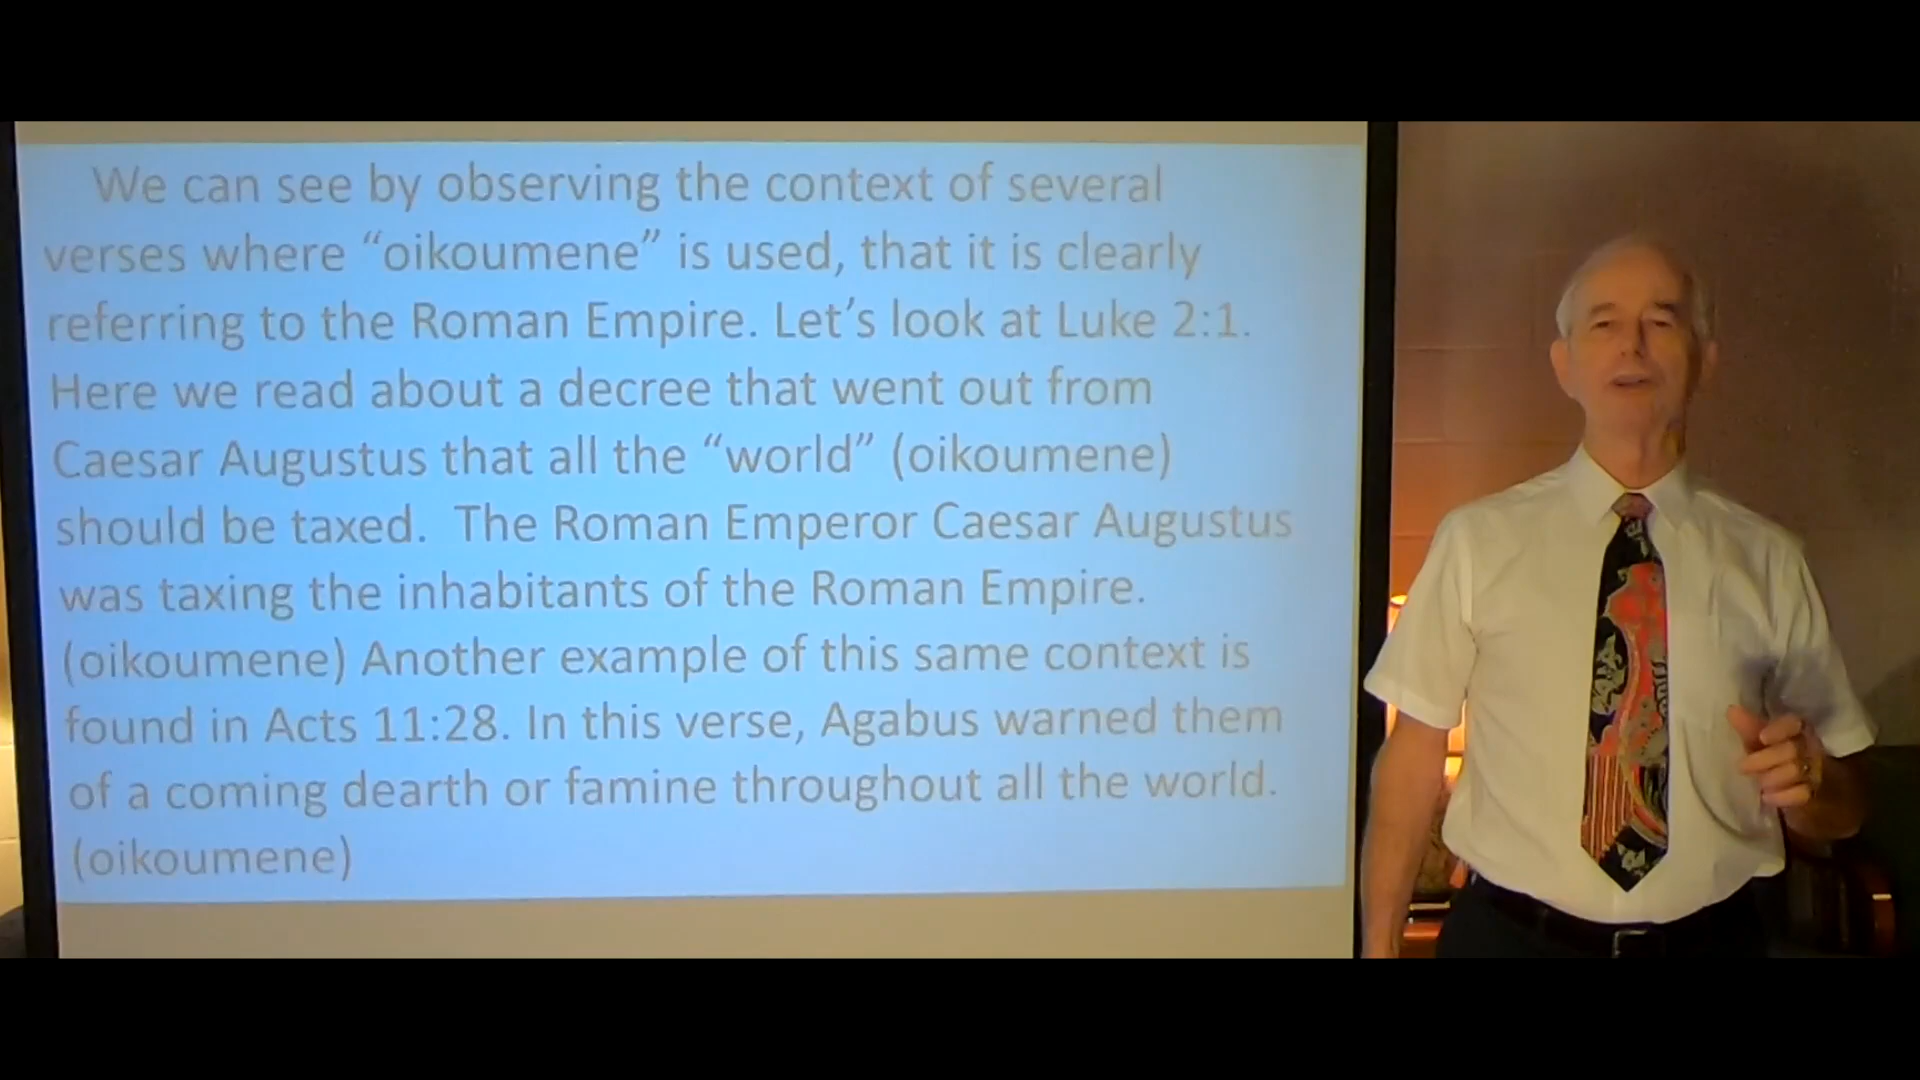 We can see by observing the context of several
verses where “oikoumene” is used, that it is clearly
referring to the Roman Empire. Let’s look at Luke 2:1.
Here we read about a decree that went out from
Caesar Augustus that all the “world” (oikoumene)
should be taxed.  The Roman Emperor Caesar Augustus
was taxing the inhabitants of the Roman Empire.
(oikoumene) Another example of this same context is
found in Acts 11:28. In this verse, Agabus warned them
of a coming dearth or famine throughout all the world.
(oikoumene)